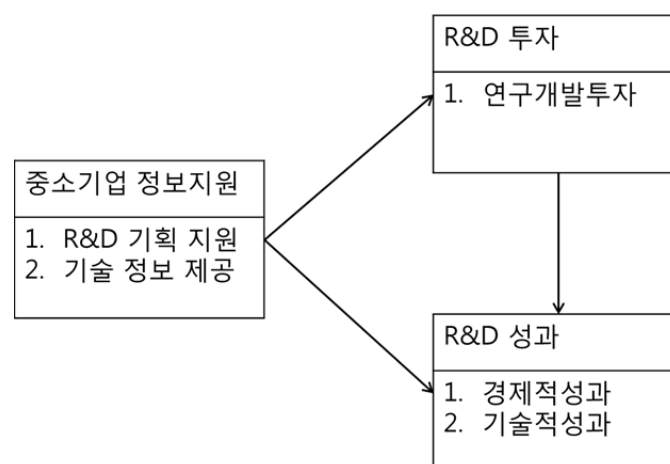 R&D 투자
1. 연구개발투자
중소기업 정보지원
1. R&D 기획 지원
2. 기술 정보 제공
R&D 성과
1. 경제적성과
2. 기술적성과